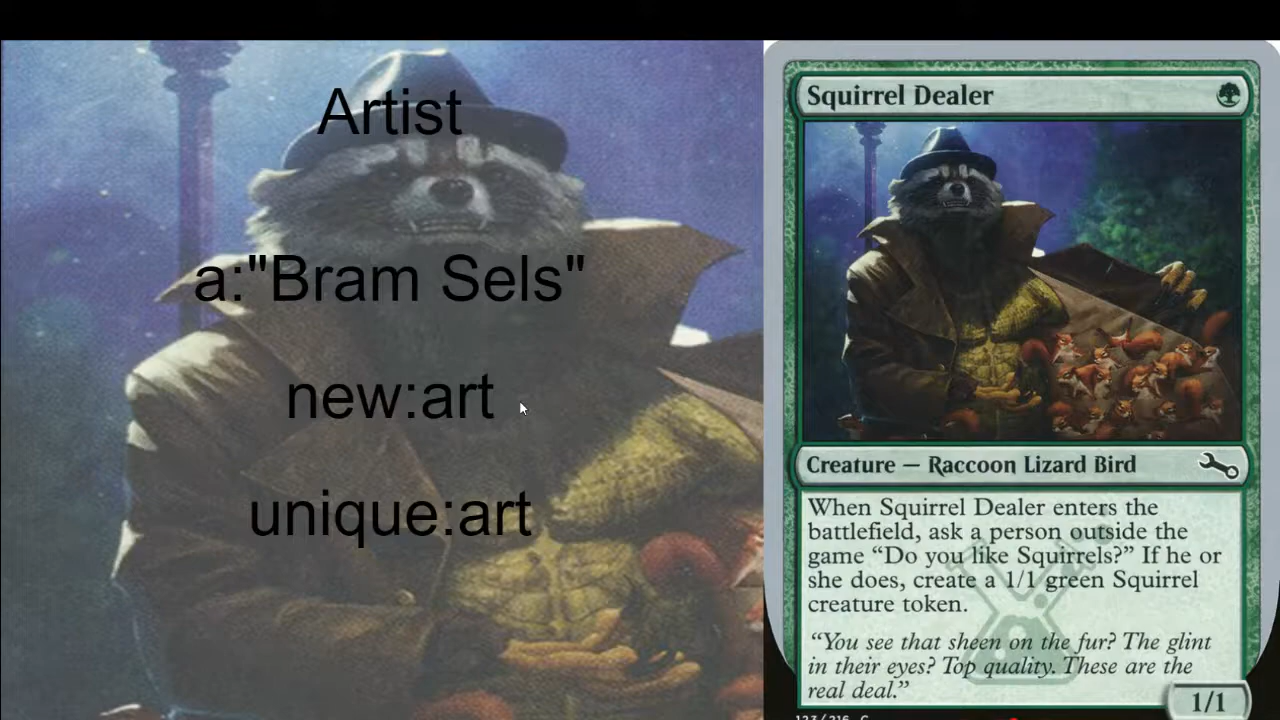 Artist
a:"Bram Sels"
new:art
unique:art
Squirrel Dealer
Creature — Raccoon Lizard Bird
When Squirrel Dealer enters the
battlefield, ask a person outside the
game “Do you like Squirrels?” If he or
she does, create a 1/1 green Squirrel
creature token.
“You see that sheen on the fur? The glint
in their eyes? Top quality. These are the
real deal.”
1/1
123/216 C